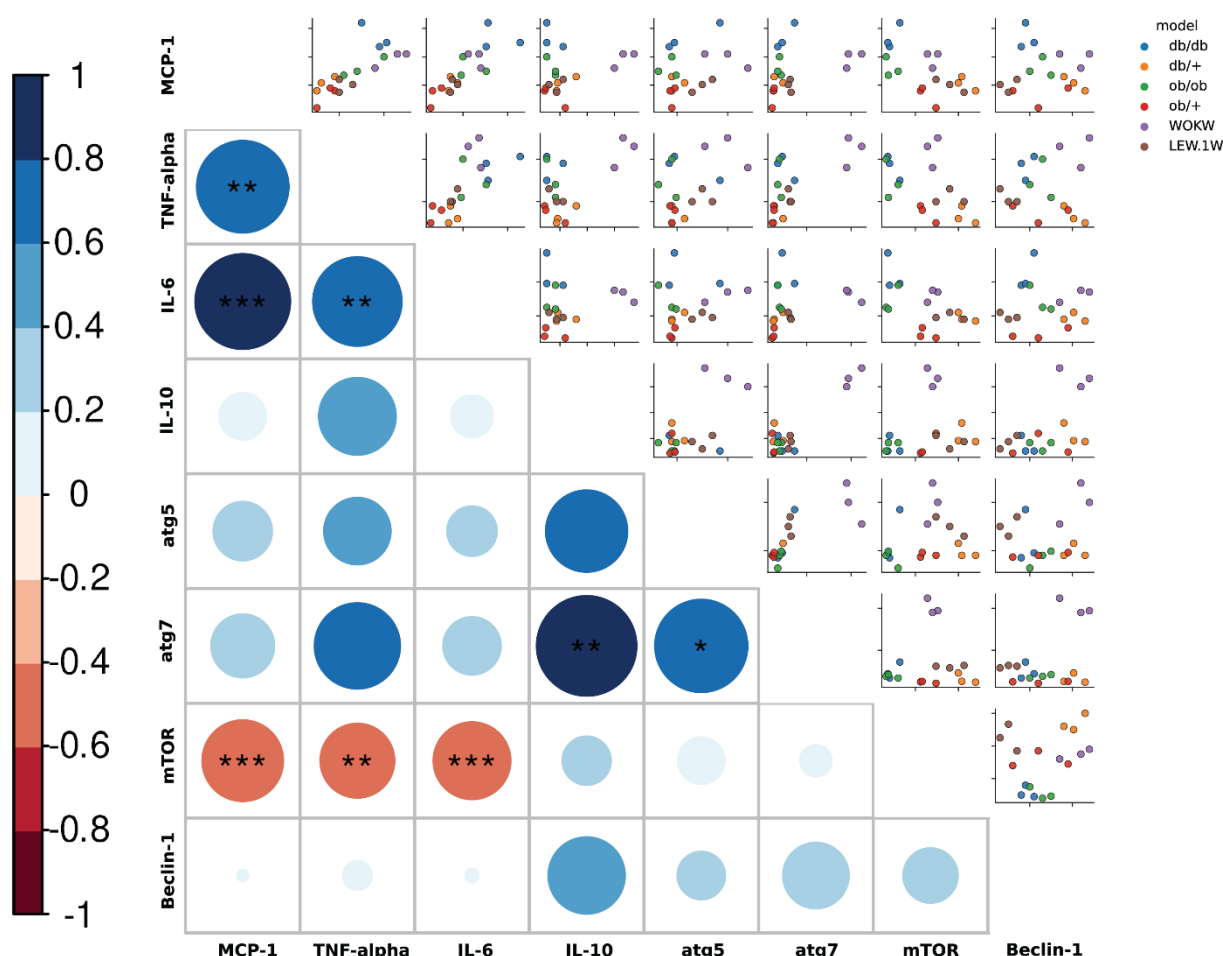 model
db/db
db/+
ob/ob
ob/+
WOKW
LEW.1W
1
0.8
0.6
0.4
0.2
0
-0.2
-0.4
-0.6
-0.8
-1
MCP-1
TNF-alpha
**
IL-6
*** **
IL-10
atg5
atg7
** *
mTOR
*** ** ***
Beclin-1
MCP-1 TNF-alpha IL-6 IL-10 atg5 atg7 mTOR Beclin-1